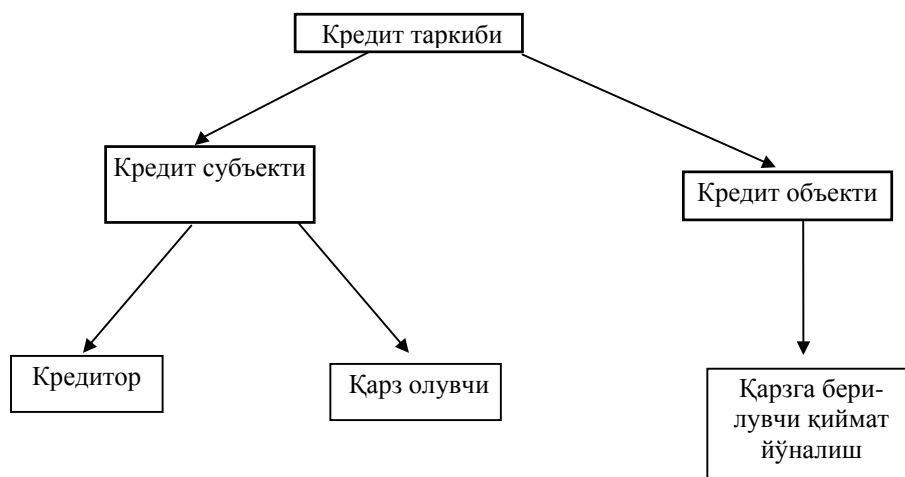 Кредит таркиби
Кредит субъекти
Кредит объекти
Кредитор
Қарз олувчи
Қарзга бери-
лувчи қиймат
йўналиш